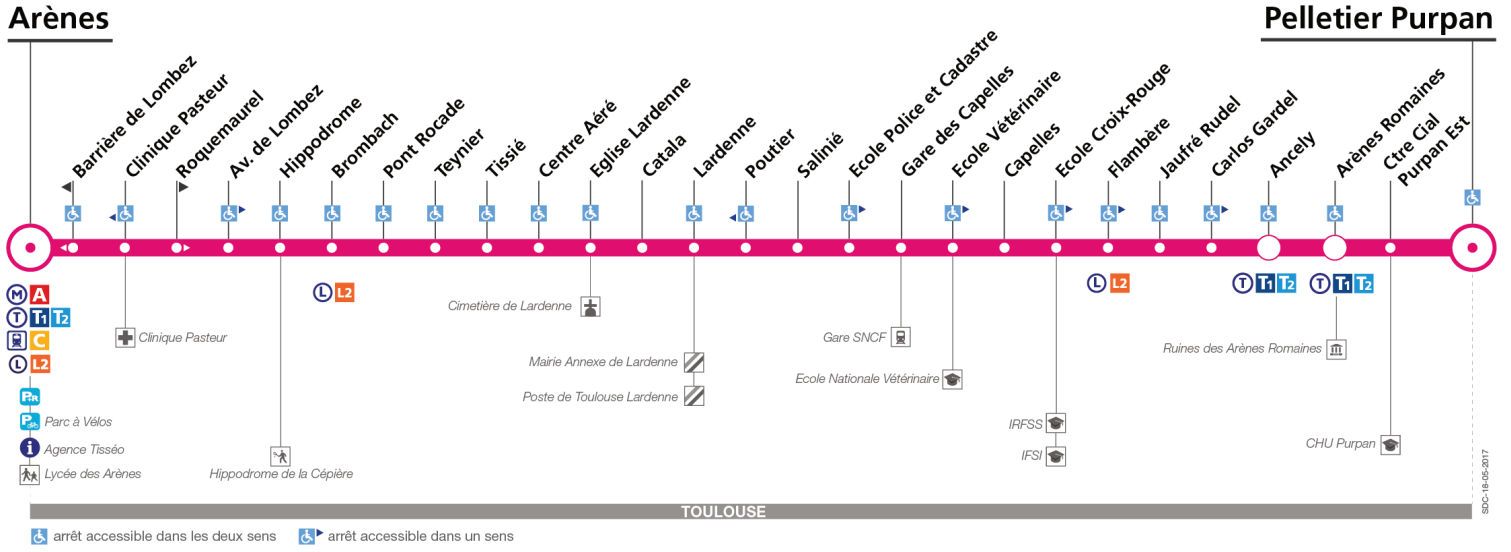 Arènes
Pelletier Purpan
Barrière de Lombez
Clinique Pasteur
Roquemaurel
Av. de Lombez
Hippodrome
Brombach
Pont Rocade
Teynier
Tissié
Centre Aéré
Eglise Lardenne
Catala
Lardenne
Poutier
Salinié
Ecole Police et Cadastre
Gare des Capelles
Ecole Vétérinaire
Capelles
Ecole Croix-Rouge
Flambère
Jaufré Rudel
Carlos Gardel
Ancely
Arènes Romaines
Ctre Cial
Purpan Est
M A
T T1 T2
C
L L2
P+R
P Parc à Vélos
i Agence Tisséo
Lycée des Arènes
Clinique Pasteur
Hippodrome de la Cépière
L L2
Cimetière de Lardenne
Mairie Annexe de Lardenne
Poste de Toulouse Lardenne
Gare SNCF
Ecole Nationale Vétérinaire
IRFSS
IFSI
L L2
T T1 T2
T T1 T2
Ruines des Arènes Romaines
CHU Purpan
SDC-18-05-2017
TOULOUSE
arrêt accessible dans les deux sens
arrêt accessible dans un sens